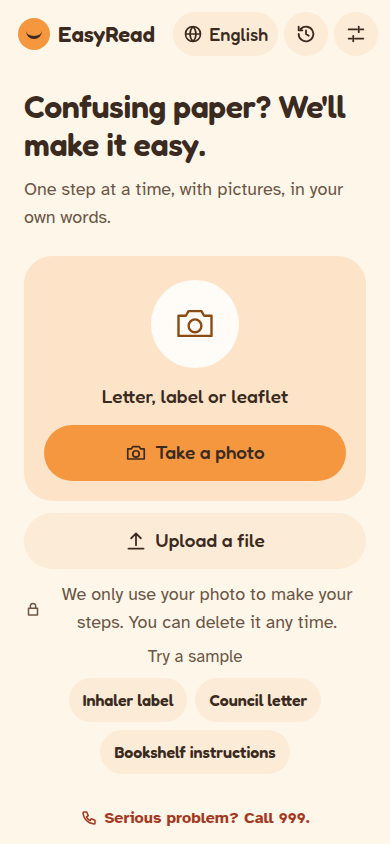 EasyRead
English
Confusing paper? We'll
make it easy.
One step at a time, with pictures, in your
own words.
Letter, label or leaflet
Take a photo
Upload a file
We only use your photo to make your
steps. You can delete it any time.
Try a sample
Inhaler label
Council letter
Bookshelf instructions
Serious problem? Call 999.